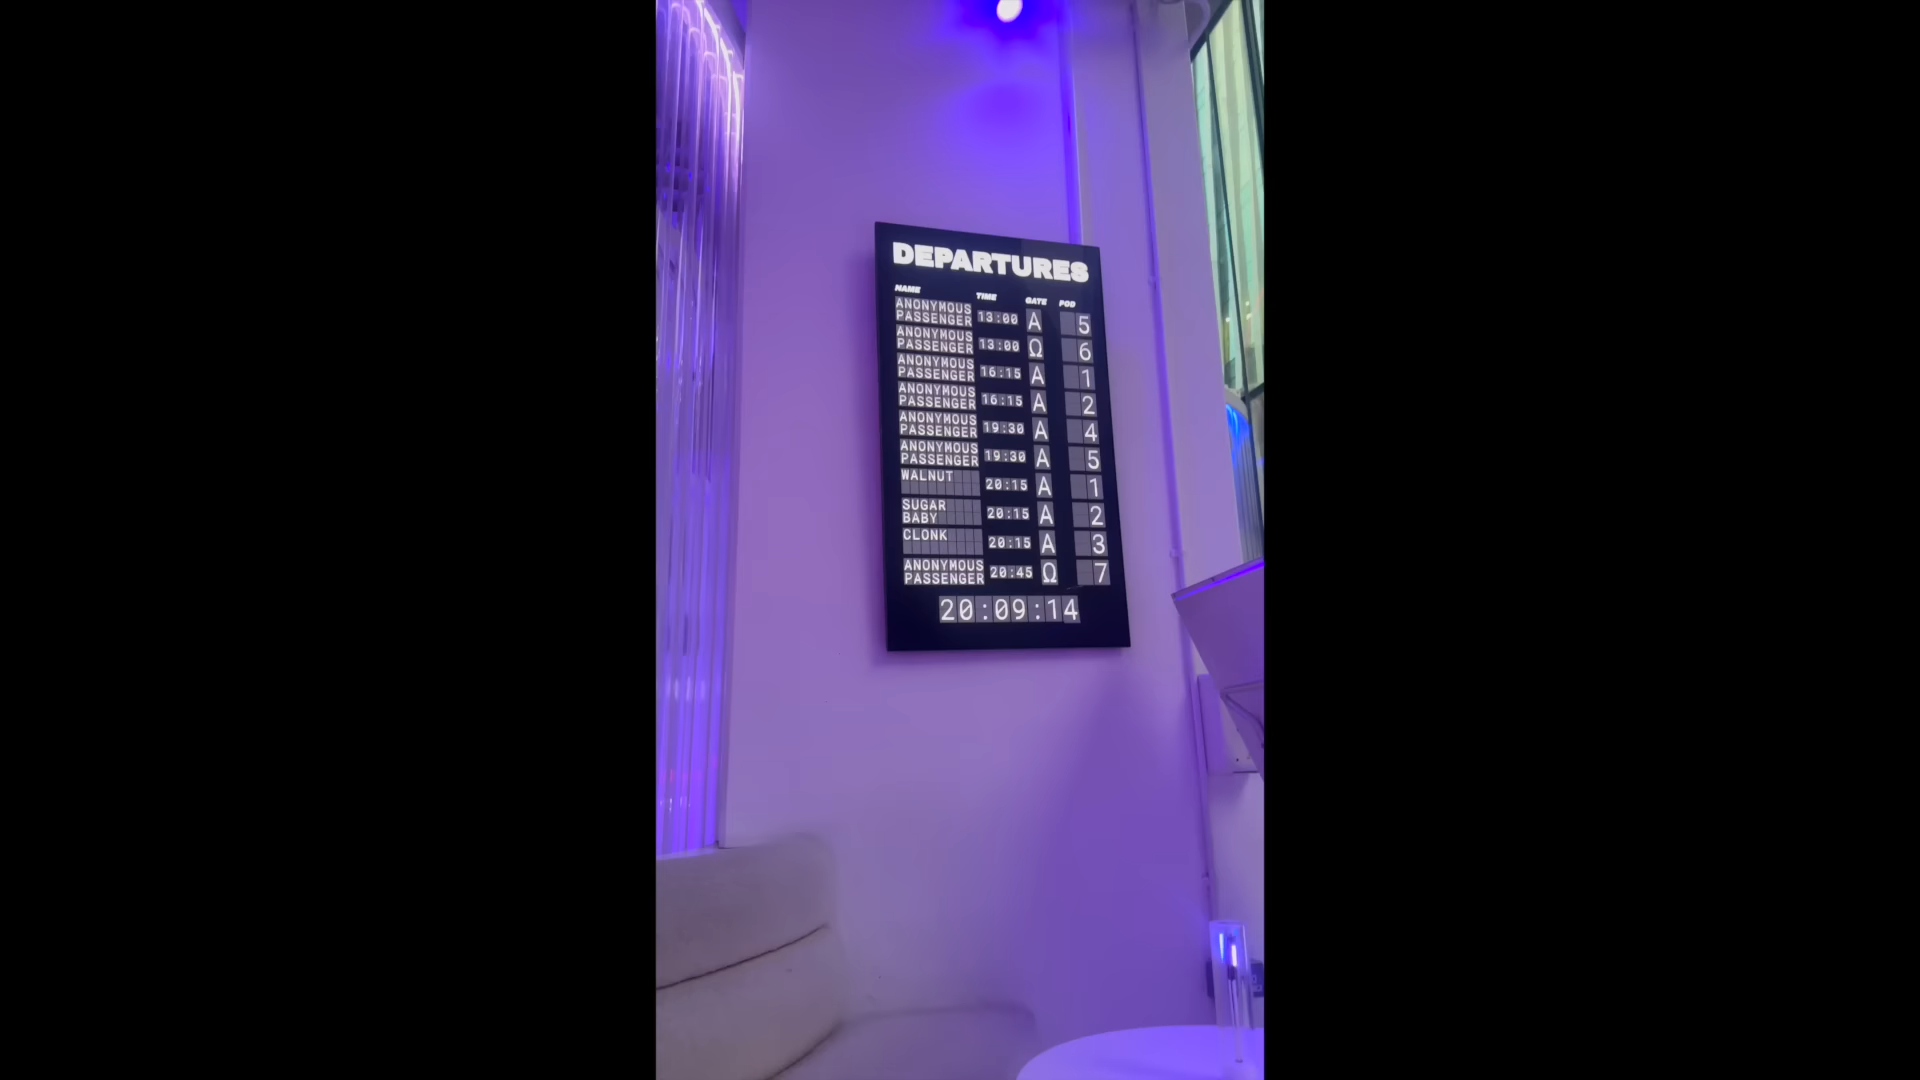 DEPARTURES
NAME TIME GATE POD
ANONYMOUS
PASSENGER 13:00 A 5
ANONYMOUS
PASSENGER 13:00 Ω 6
ANONYMOUS
PASSENGER 16:15 A 1
ANONYMOUS
PASSENGER 16:15 A 2
ANONYMOUS
PASSENGER 19:30 A 4
ANONYMOUS
PASSENGER 19:30 A 5
WALNUT 20:15 A 1
SUGAR
BABY 20:15 A 2
CLONK 20:15 A 3
ANONYMOUS
PASSENGER 20:45 Ω 7
20:09:14